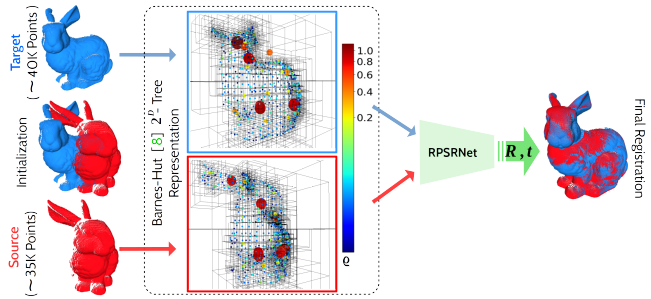 Target
(~40K Points)
Initialization
Source
(~35K Points)
Barnes-Hut [8] 2ᴰ-Tree
Representation
1.0
0.8
0.6
0.4
0.2
ϱ
RPSRNet
R, t
Final Registration